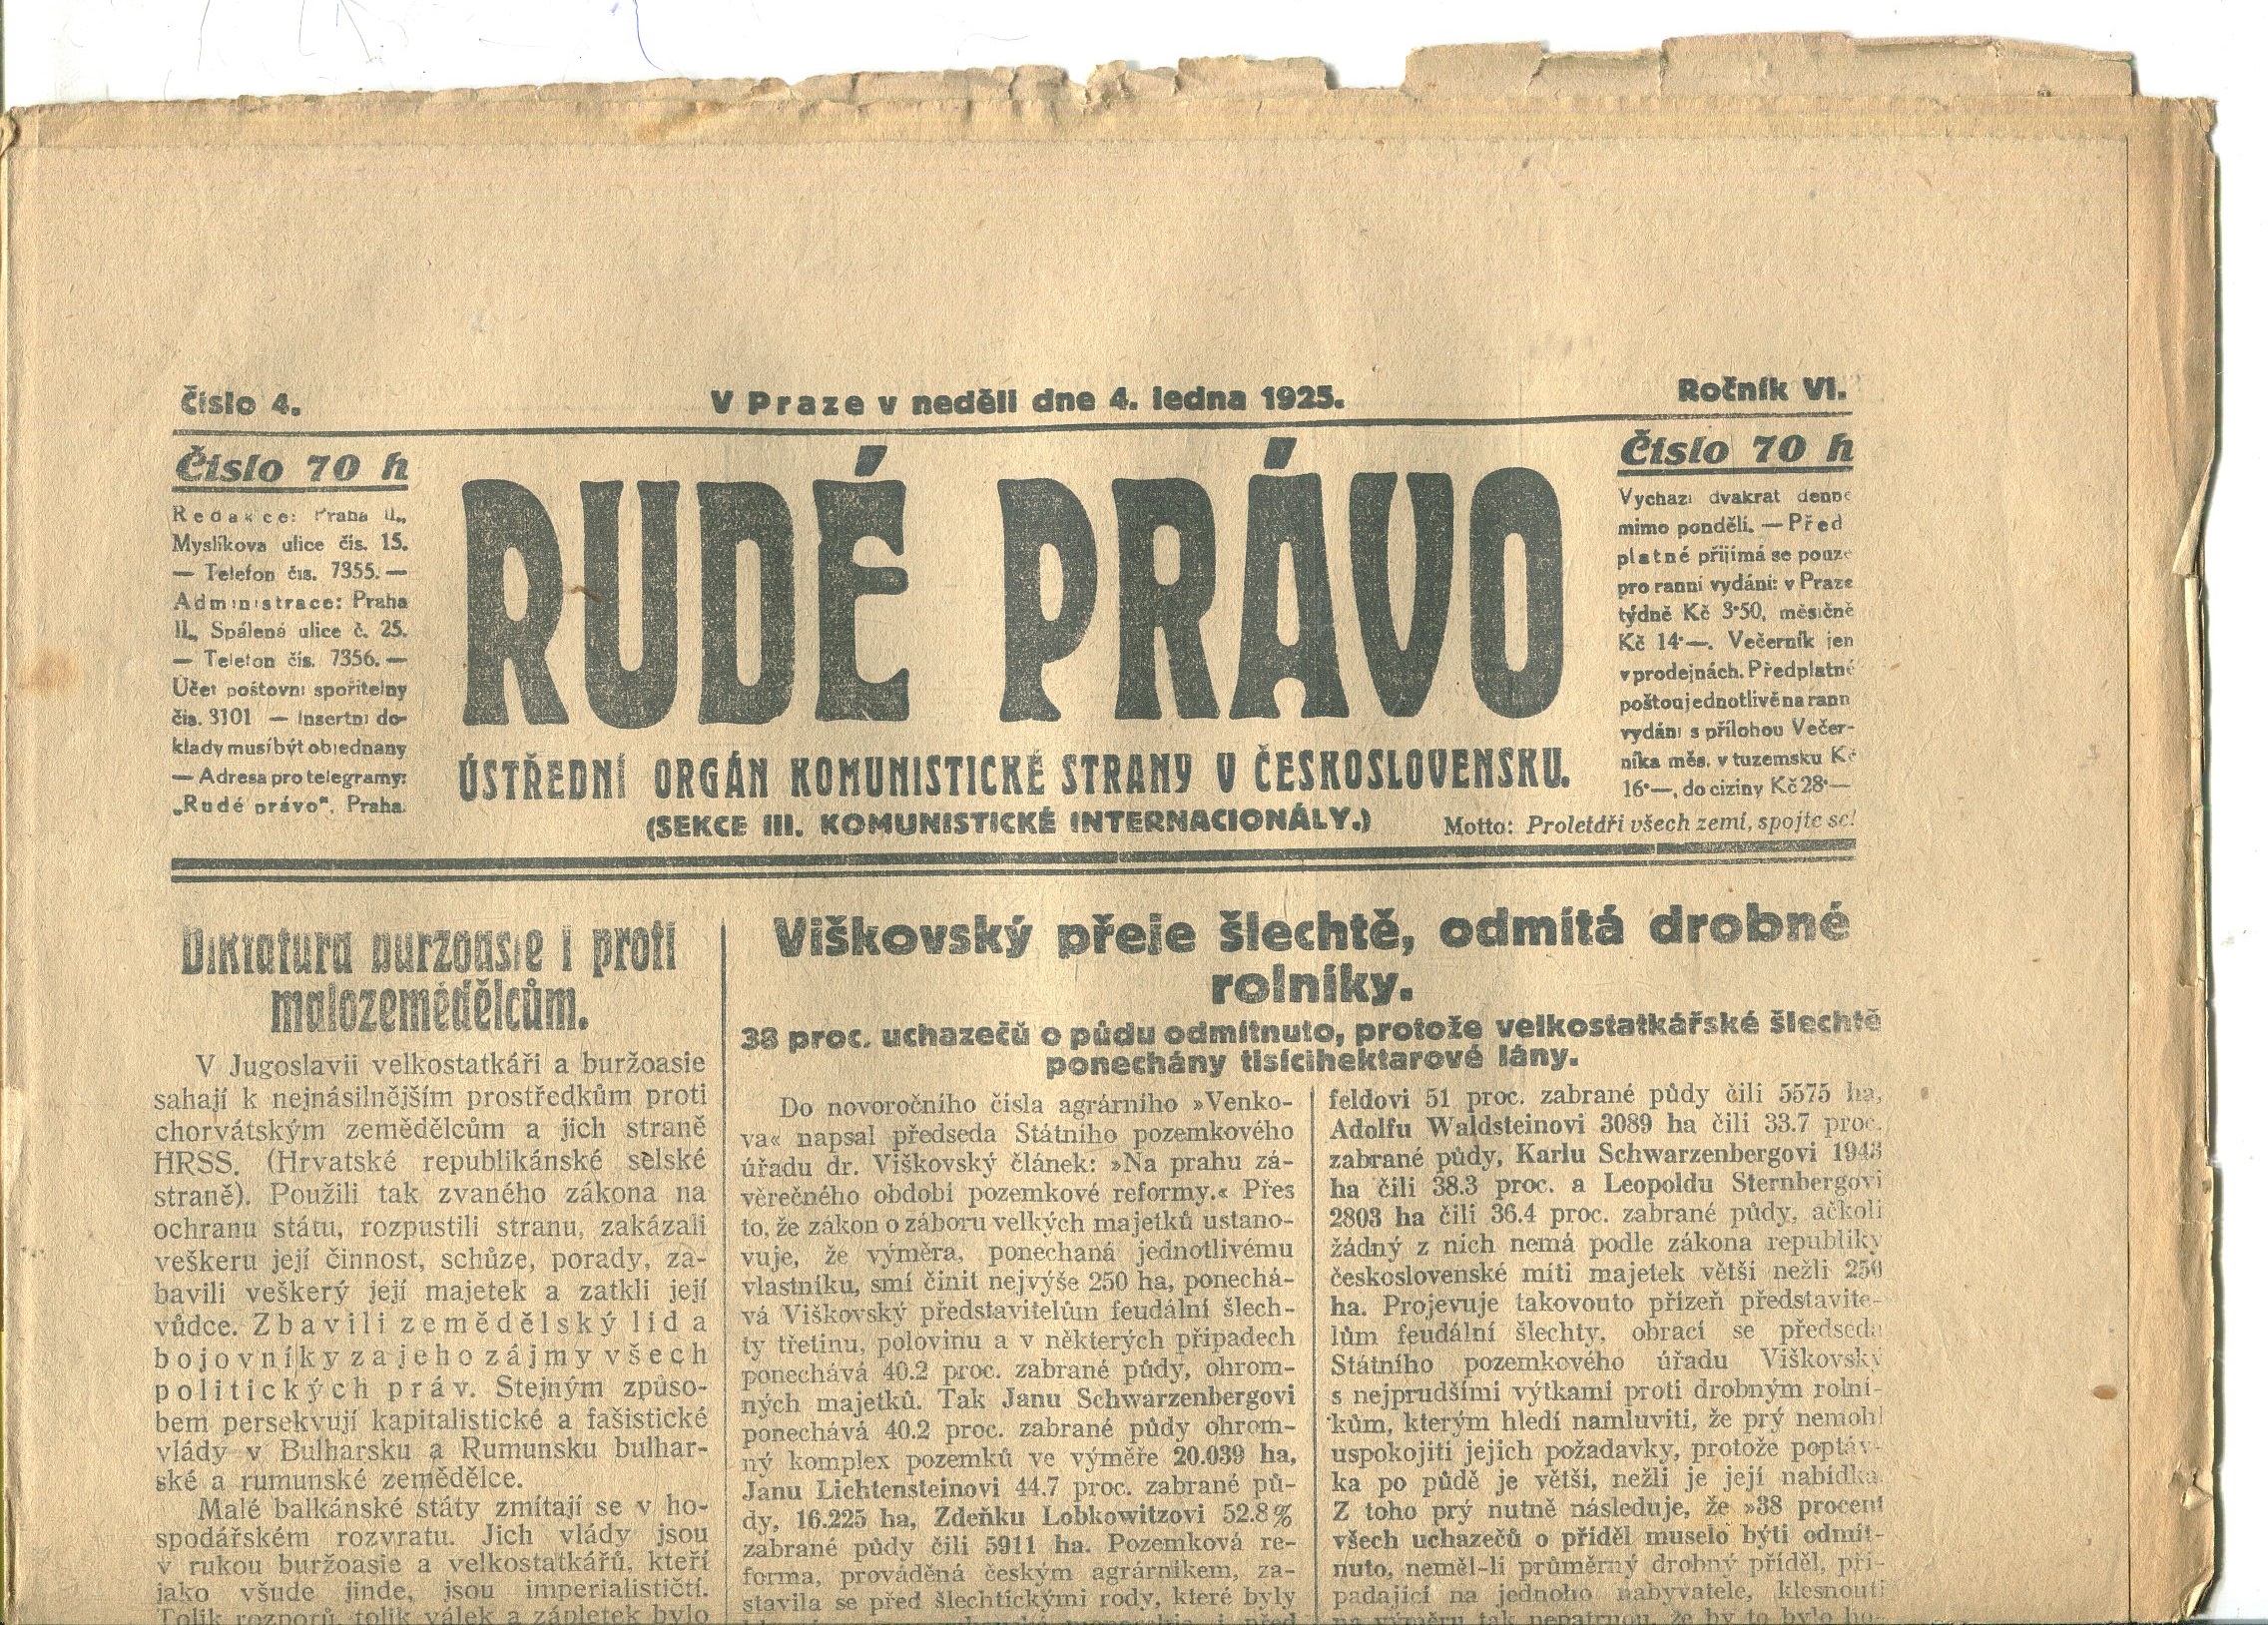 Číslo 4.
V Praze v neděli dne 4. ledna 1925.
Ročník VI.
Číslo 70 h
Redakce: Praha II.,
Myslíkova ulice čís. 15.
— Telefon čís. 7355. —
Administrace: Praha
II., Spálená ulice č. 25.
— Telefon čís. 7356. —
Účet poštovní spořitelny
čís. 3101 — Insertní do-
klady musí být objednány
— Adresa pro telegramy:
„Rudé právo“, Praha.
RUDÉ PRÁVO
ÚSTŘEDNÍ ORGÁN KOMUNISTICKÉ STRANY V ČESKOSLOVENSKU.
(SEKCE III. KOMUNISTICKÉ INTERNACIONÁLY.)
Číslo 70 h
Vychází dvakrát denně
mimo pondělí. — Před
platné přijímá se pouze
pro ranní vydání: v Praze
týdně Kč 3·50, měsíčně
Kč 14·—. Večerník jen
v prodejnách. Předplatné
poštou jednotlivě na rann
vydání s přílohou Večer-
níka měs. v tuzemsku Kč
16·—, do ciziny Kč 28·—
Motto: Proletáři všech zemí, spojte se!
Diktatura buržoasie i proti
malozemědělcům.
V Jugoslavii velkostatkáři a buržoasie
sahají k nejnásilnějším prostředkům proti
chorvátským zemědělcům a jich straně
HRSS. (Hrvatské republikánské selské
straně). Použili tak zvaného zákona na
ochranu státu, rozpustili stranu, zakázali
veškeru její činnost, schůze, porady, za-
bavili veškerý její majetek a zatkli její
vůdce. Zbavili zemědělský lid a
bojovníky za jeho zájmy všech
politických práv. Stejným způso-
bem persekvují kapitalistické a fašistické
vlády v Bulharsku a Rumunsku bulhar-
ské a rumunské zemědělce.
Malé balkánské státy zmítají se v ho-
spodářském rozvratu. Jich vlády jsou
v rukou buržoasie a velkostatkářů, kteří
jako všude jinde, jsou imperialističtí.
Tolik rozporů, tolik válek a zápletek bylo
Viškovský přeje šlechtě, odmítá drobné
rolníky.
38 proc. uchazečů o půdu odmítnuto, protože velkostatkářské šlechtě
ponechány tisícihektarové lány.
Do novoročního čísla agrárního »Venko-
va« napsal předseda Státního pozemkového
úřadu dr. Viškovský článek: »Na prahu zá-
věrečného období pozemkové reformy.« Přes
to, že zákon o záboru velkých majetků ustano-
vuje, že výměra, ponechaná jednotlivému
vlastníku, smí činit nejvýše 250 ha, ponechá-
vá Viškovský představitelům feudální šlech-
ty třetinu, polovinu a v některých případech
ponechává 40.2 proc. zabrané půdy, ohrom-
ných majetků. Tak Janu Schwarzenbergovi
ponechává 40.2 proc. zabrané půdy ohrom-
ný komplex pozemků ve výměře 20.039 ha,
Janu Lichtensteinovi 44.7 proc. zabrané pů-
dy, 16.225 ha, Zdeňku Lobkowitzovi 52.8%
zabrané půdy čili 5911 ha. Pozemková re-
forma, prováděná českým agrárníkem, za-
stavila se před šlechtickými rody, které byly
feldovi 51 proc. zabrané půdy čili 5575 ha,
Adolfu Waldsteinovi 3089 ha čili 33.7 proc.
zabrané půdy, Karlu Schwarzenbergovi 1943
ha čili 38.3 proc. a Leopoldu Sternbergovi
2803 ha čili 36.4 proc. zabrané půdy, ačkoli
žádný z nich nemá podle zákona republiky
československé míti majetek větší nežli 250
ha. Projevuje takovouto přízeň představite-
lům feudální šlechty, obrací se předseda
Státního pozemkového úřadu Viškovský
s nejprudšími výtkami proti drobným rolní-
kům, kterým hledí namluviti, že prý nemohl
uspokojiti jejich požadavky, protože poptáv-
ka po půdě je větší, nežli je její nabídka.
Z toho prý nutně následuje, že »38 procent
všech uchazečů o příděl muselo býti odmít-
nuto, neměl-li průměrný drobný příděl, při-
padající na jednoho nabyvatele, klesnouti
na výměru tak nepatrnou, že by to bylo ho-